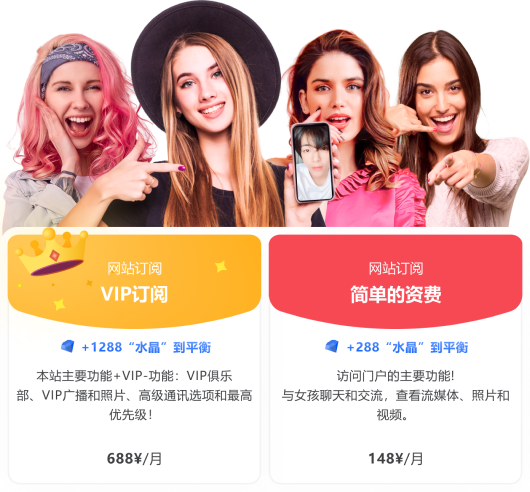 网站订阅
VIP订阅
+1288“水晶”到平衡
本站主要功能+VIP-功能：VIP俱乐
部、VIP广播和照片、高级通讯选项和最高
优先级！
688¥/月
网站订阅
简单的资费
+288“水晶”到平衡
访问门户的主要功能!
与女孩聊天和交流，查看流媒体、照片和
视频。
148¥/月